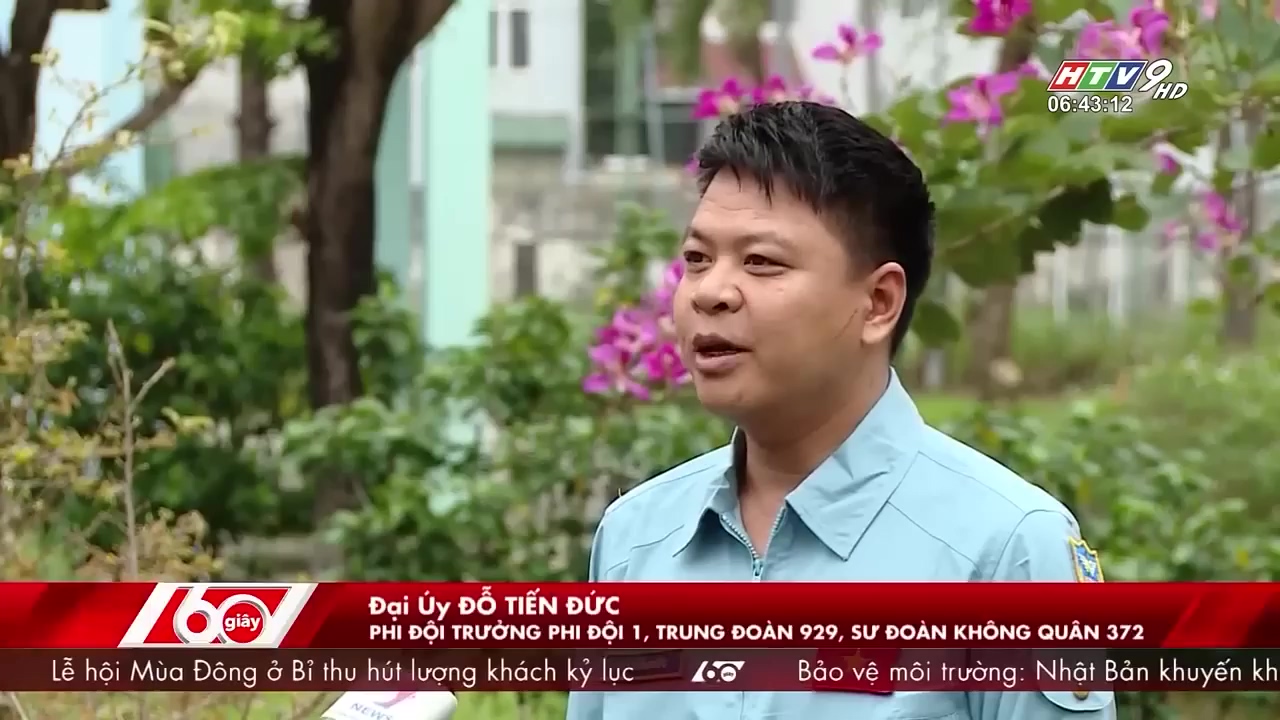 HTV9 HD
06:43:12
60 giây
Đại Úy ĐỖ TIẾN ĐỨC
PHI ĐỘI TRƯỞNG PHI ĐỘI 1, TRUNG ĐOÀN 929, SƯ ĐOÀN KHÔNG QUÂN 372
Lễ hội Mùa Đông ở Bỉ thu hút lượng khách kỷ lục 60 Bảo vệ môi trường: Nhật Bản khuyến kh
NEWS